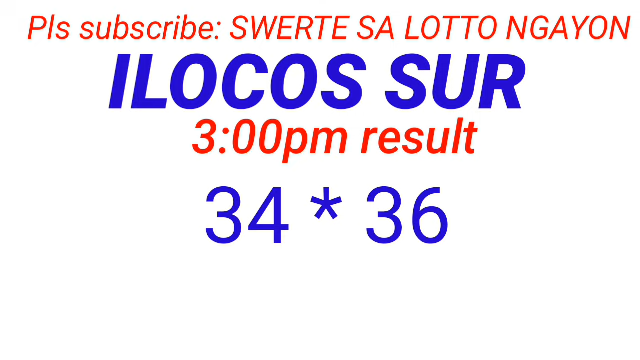 Pls subscribe: SWERTE SA LOTTO NGAYON
ILOCOS SUR
3:00pm result
34 * 36